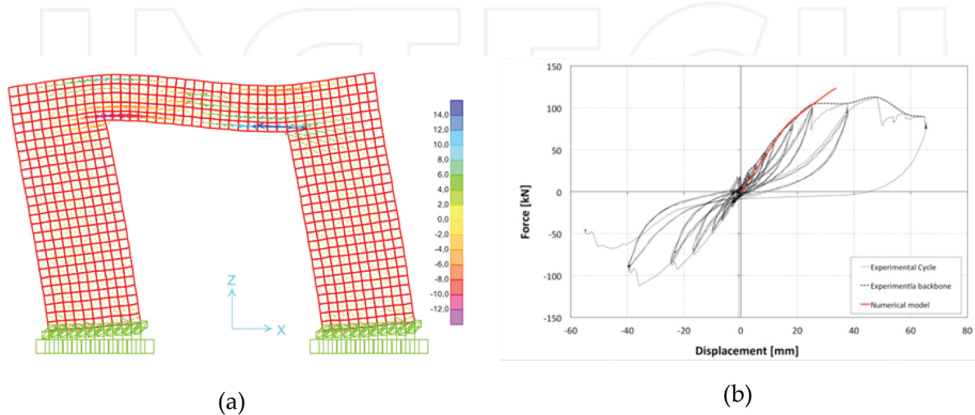 INTECH
14,0
12,0
10,0
8,0
6,0
4,0
2,0
0,0
-2,0
-4,0
-6,0
-8,0
-10,0
-12,0
Z
X
(a)
150
100
50
0
-50
-100
-150
-60
-40
-20
0
20
40
60
80
Force [kN]
Displacement [mm]
Experimental Cycle
Experimentla backbone
Numerical model
(b)